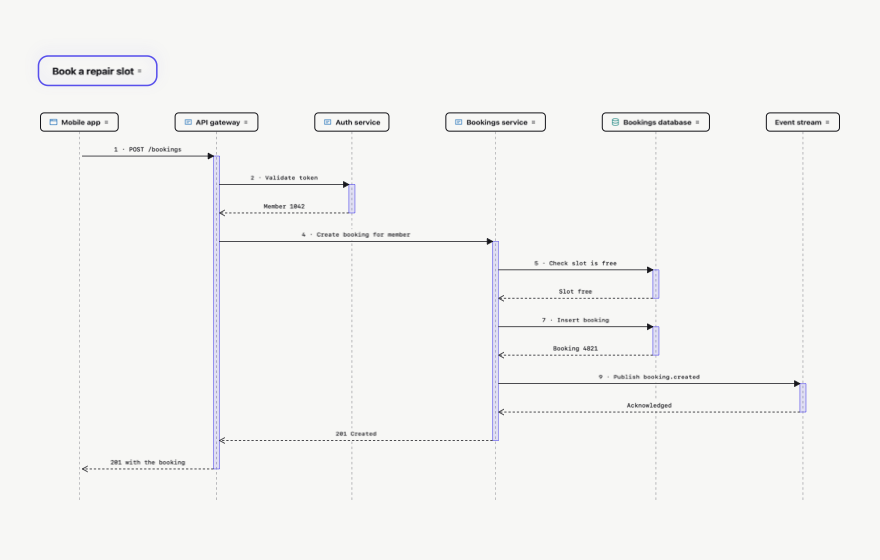 Book a repair slot
Mobile app
API gateway
Auth service
Bookings service
Bookings database
Event stream
1 · POST /bookings
2 · Validate token
Member 1042
4 · Create booking for member
5 · Check slot is free
Slot free
7 · Insert booking
Booking 4821
9 · Publish booking.created
Acknowledged
201 Created
201 with the booking